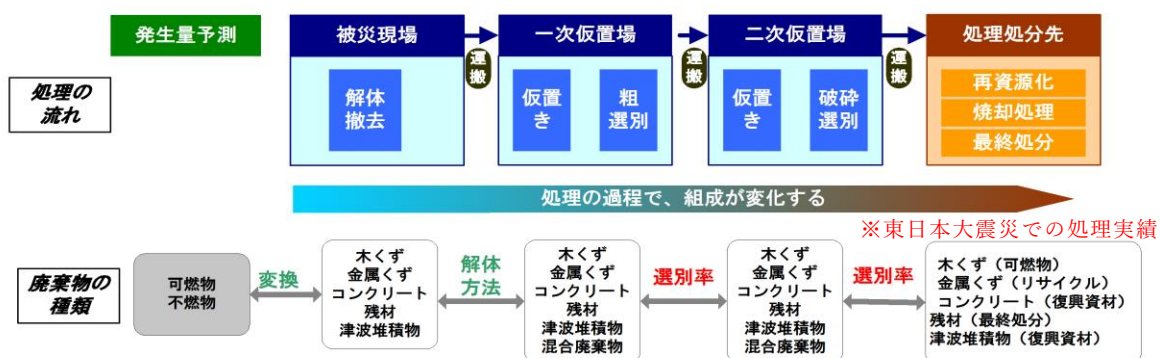 発生量予測
被災現場
一次仮置場
二次仮置場
処理処分先
処理の
流れ
解体
撤去
運搬
仮置
き
粗
選別
運搬
仮置
き
破砕
選別
運搬
再資源化
焼却処理
最終処分
処理の過程で、組成が変化する
※東日本大震災での処理実績
廃棄物の
種類
可燃物
不燃物
変換
木くず
金属くず
コンクリート
残材
津波堆積物
解体
方法
木くず
金属くず
コンクリート
残材
津波堆積物
混合廃棄物
選別率
木くず
金属くず
コンクリート
残材
津波堆積物
混合廃棄物
選別率
木くず（可燃物）
金属くず（リサイクル）
コンクリート（復興資材）
残材（最終処分）
津波堆積物（復興資材）